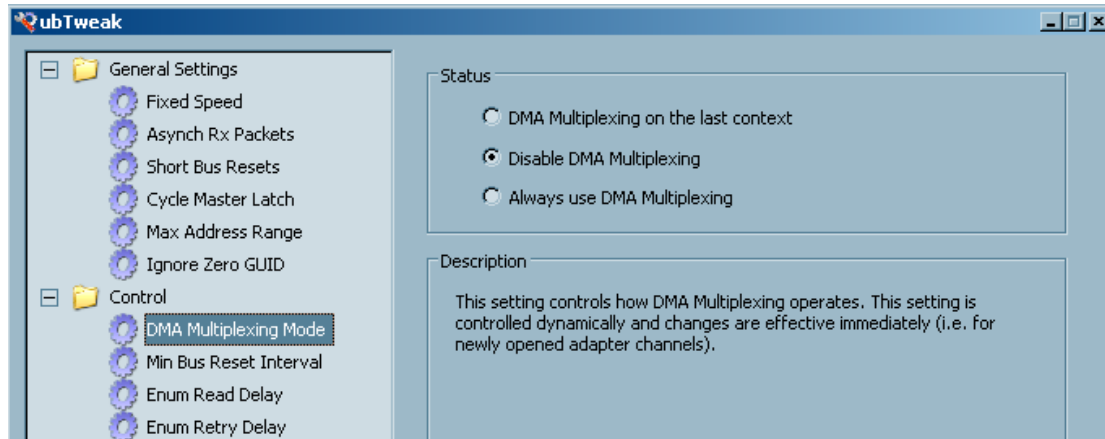 ubTweak
General Settings
Fixed Speed
Asynch Rx Packets
Short Bus Resets
Cycle Master Latch
Max Address Range
Ignore Zero GUID
Control
DMA Multiplexing Mode
Min Bus Reset Interval
Enum Read Delay
Enum Retry Delay
Status
DMA Multiplexing on the last context
Disable DMA Multiplexing
Always use DMA Multiplexing
Description
This setting controls how DMA Multiplexing operates. This setting is
controlled dynamically and changes are effective immediately (i.e. for
newly opened adapter channels).